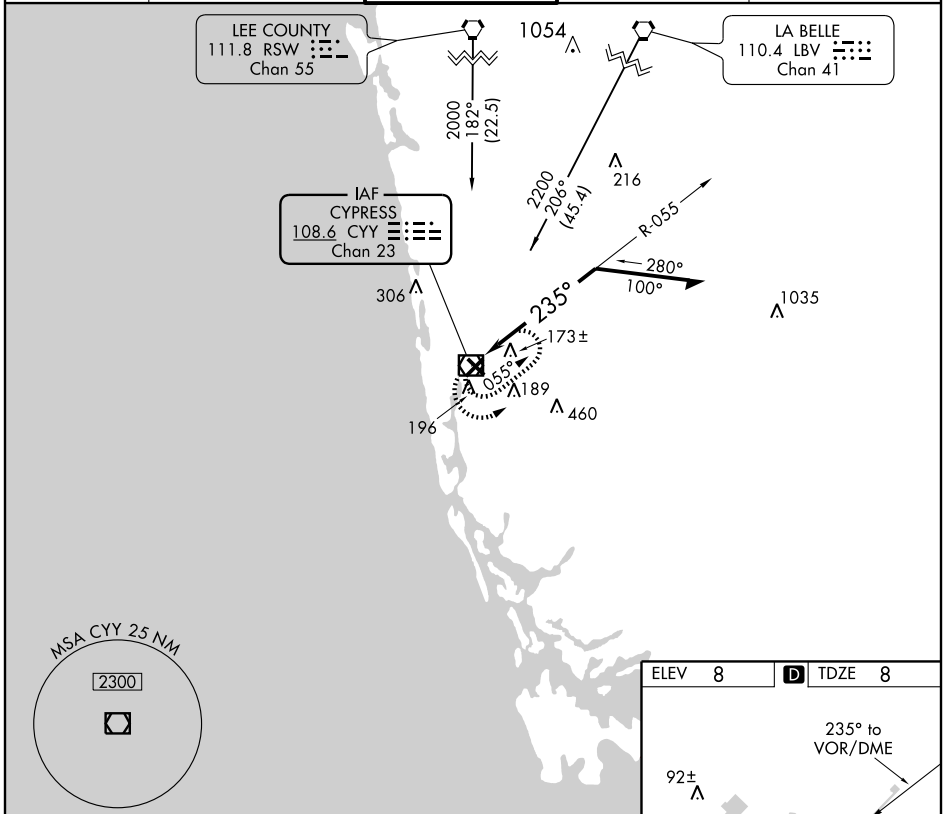 LEE COUNTY
111.8 RSW
Chan 55
1054
LA BELLE
110.4 LBV
Chan 41
2000
182°
(22.5)
2200
206°
(45.4)
216
R-055
IAF
CYPRESS
108.6 CYY
Chan 23
280°
100°
306
235°
1035
173±
055°
189
460
196
MSA CYY 25 NM
2300
ELEV 8
D
TDZE 8
235° to
VOR/DME
92±